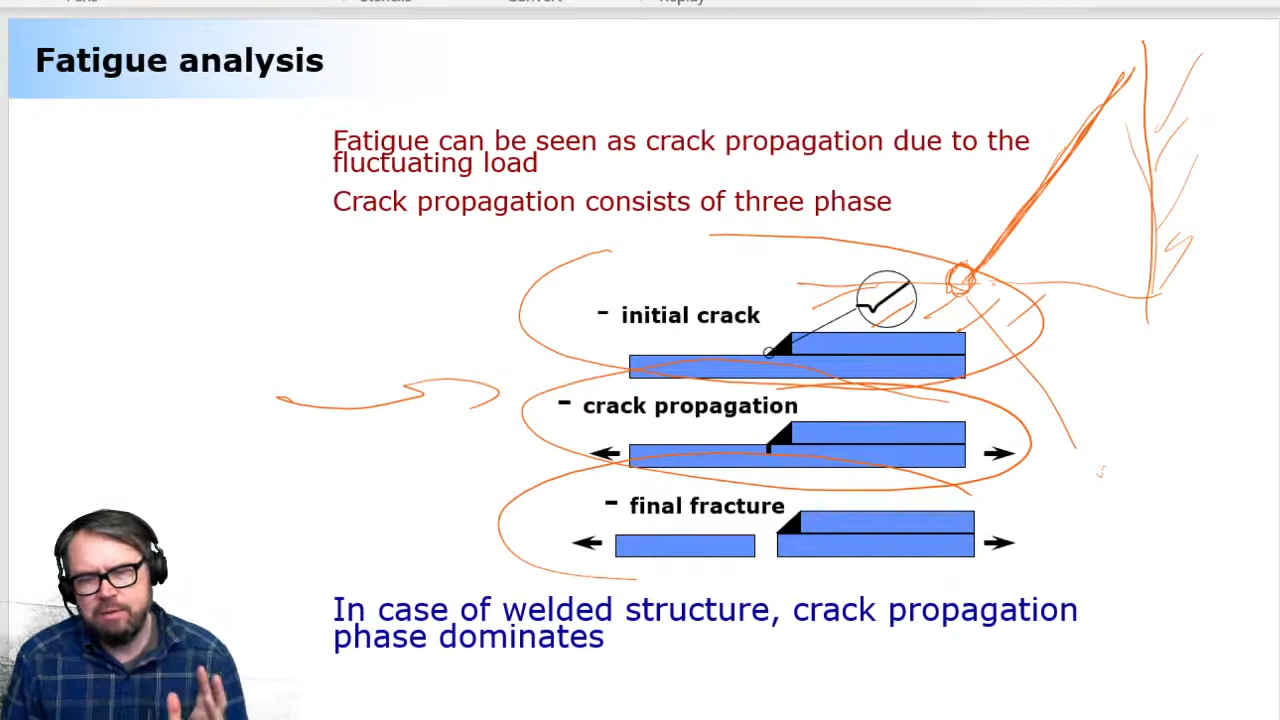 Fatigue analysis
Fatigue can be seen as crack propagation due to the
fluctuating load
Crack propagation consists of three phase
- initial crack
- crack propagation
- final fracture
In case of welded structure, crack propagation
phase dominates